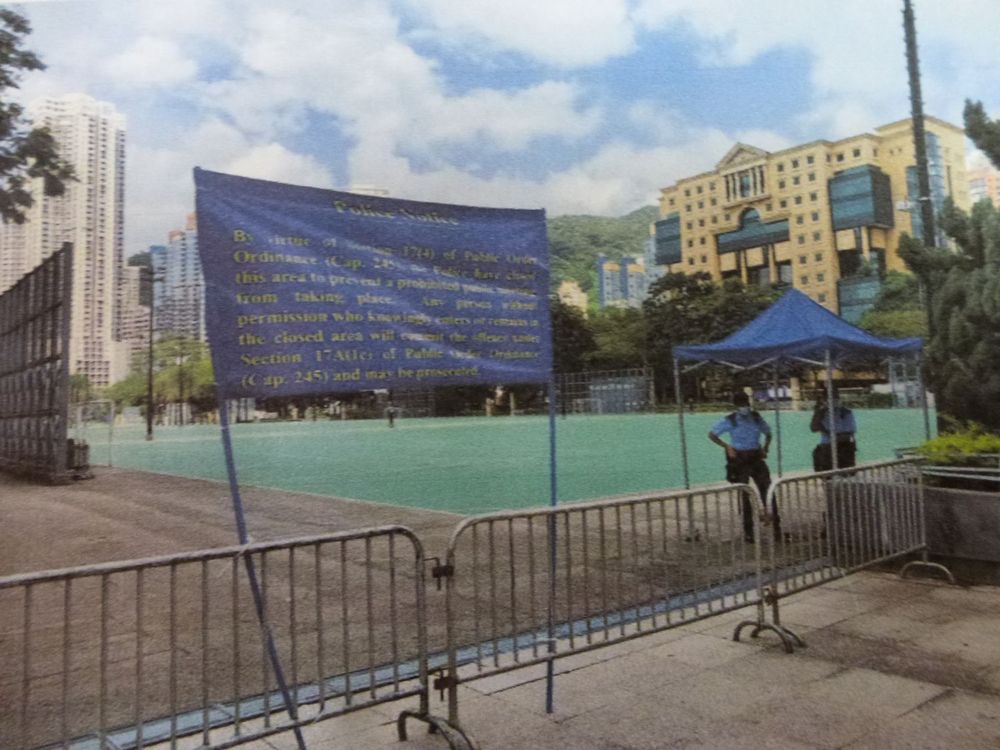 Police Notice
By virtue of Section 17(4) of Public Order
Ordinance (Cap. 245), the Police have closed
this area to prevent a prohibited public meeting
from taking place. Any person without
permission who knowingly enters or remains in
the closed area will commit the offence under
Section 17A(1c) of Public Order Ordinance
(Cap. 245) and may be prosecuted.